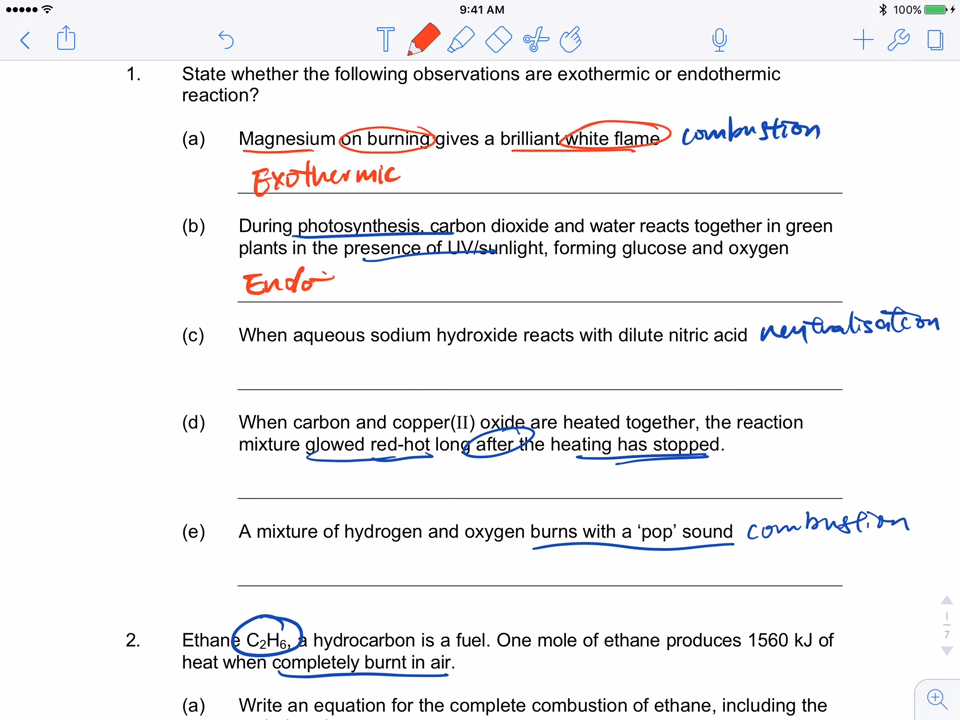 9:41 AM
100%
T
1. State whether the following observations are exothermic or endothermic
reaction?
(a) Magnesium on burning gives a brilliant white flame combustion
Exothermic
(b) During photosynthesis, carbon dioxide and water reacts together in green
plants in the presence of UV/sunlight, forming glucose and oxygen
Endo
(c) When aqueous sodium hydroxide reacts with dilute nitric acid neutralisation
(d) When carbon and copper(II) oxide are heated together, the reaction
mixture glowed red-hot long after the heating has stopped.
(e) A mixture of hydrogen and oxygen burns with a ‘pop’ sound combustion
1
7
2. Ethane C₂H₆, a hydrocarbon is a fuel. One mole of ethane produces 1560 kJ of
heat when completely burnt in air.
(a) Write an equation for the complete combustion of ethane, including the